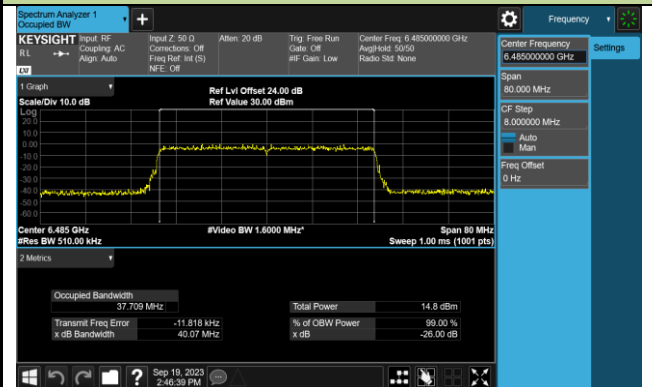 Spectrum Analyzer 1
Occupied BW
Frequency
KEYSIGHT
Input: RF
Input Z: 50 Ω
Atten: 20 dB
Trig: Free Run
Center Freq: 6.485000000 GHz
RL
Coupling: AC
Corrections: Off
Gate: Off
Avg|Hold: 50/50
Align: Auto
Freq Ref: Int (S)
#IF Gain: Low
Radio Std: None
NFE: Off
LXI
Center Frequency
6.485000000 GHz
Settings
Span
80.000 MHz
CF Step
8.000000 MHz
Auto
Man
Freq Offset
0 Hz
1 Graph
Ref Lvl Offset 24.00 dB
Scale/Div 10.0 dB
Ref Value 30.00 dBm
Log
20.0
10.0
0.00
-10.0
-20.0
-30.0
-40.0
-50.0
-60.0
Center 6.485 GHz
#Video BW 1.6000 MHz*
Span 80 MHz
#Res BW 510.00 kHz
Sweep 1.00 ms (1001 pts)
2 Metrics
Occupied Bandwidth
37.709 MHz
Total Power
14.8 dBm
Transmit Freq Error
-11.818 kHz
% of OBW Power
99.00 %
x dB Bandwidth
40.07 MHz
x dB
-26.00 dB
?
Sep 19, 2023
2:46:39 PM